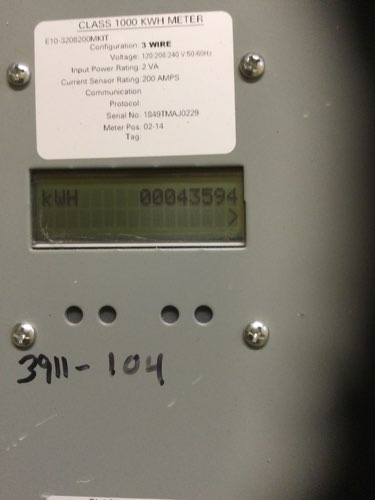 CLASS 1000 KWH METER
E10-3208200MKIT
Configuration: 3 WIRE
Voltage: 120/208-240 V:50-60Hz
Input Power Rating: 2 VA
Current Sensor Rating: 200 AMPS
Communication
Protocol:
Serial No: 1849TMAJ0229
Meter Pos: 02-14
Tag:
kWH 00043594
>
3911-104